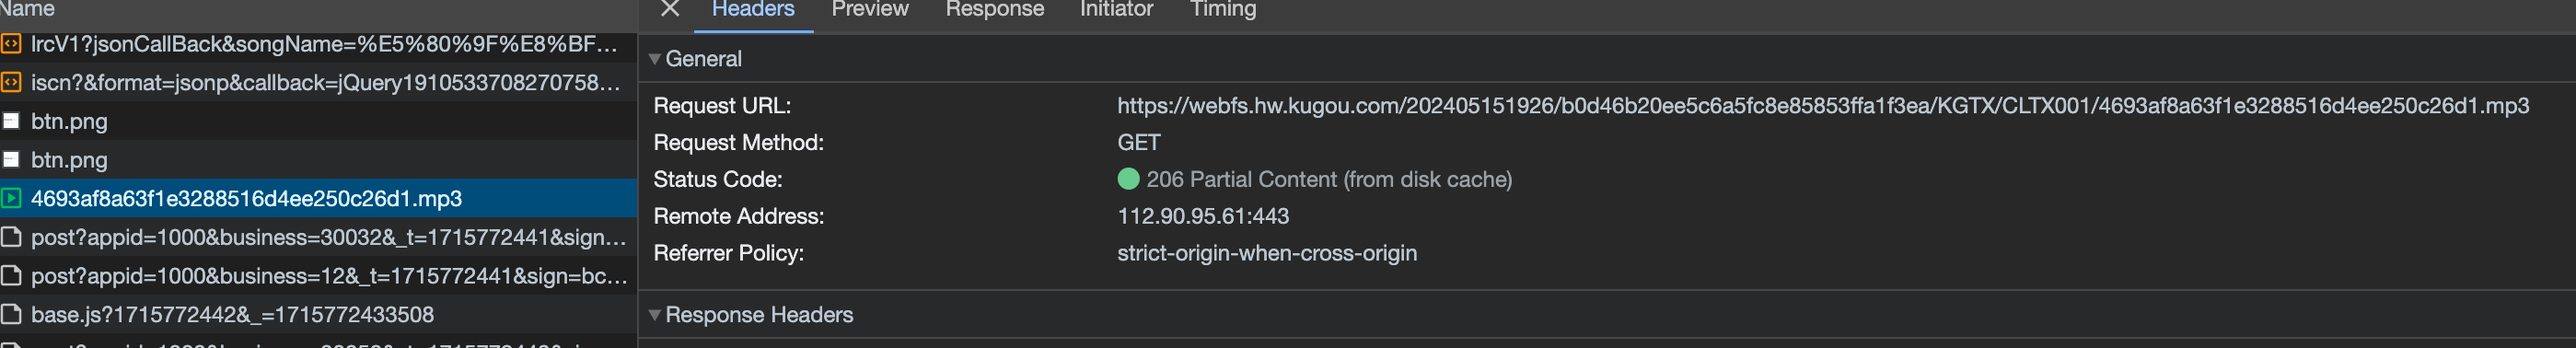 Name
lrcV1?jsonCallBack&songName=%E5%80%9F%E8%BF...
iscn?&format=jsonp&callback=jQuery1910533708270758...
btn.png
btn.png
4693af8a63f1e3288516d4ee250c26d1.mp3
post?appid=1000&business=30032&_t=1715772441&sign...
post?appid=1000&business=12&_t=1715772441&sign=bc...
base.js?1715772442&_=1715772433508
Headers Preview Response Initiator Timing
General
Request URL: https://webfs.hw.kugou.com/202405151926/b0d46b20ee5c6a5fc8e85853ffa1f3ea/KGTX/CLTX001/4693af8a63f1e3288516d4ee250c26d1.mp3
Request Method: GET
Status Code: 206 Partial Content (from disk cache)
Remote Address: 112.90.95.61:443
Referrer Policy: strict-origin-when-cross-origin
Response Headers